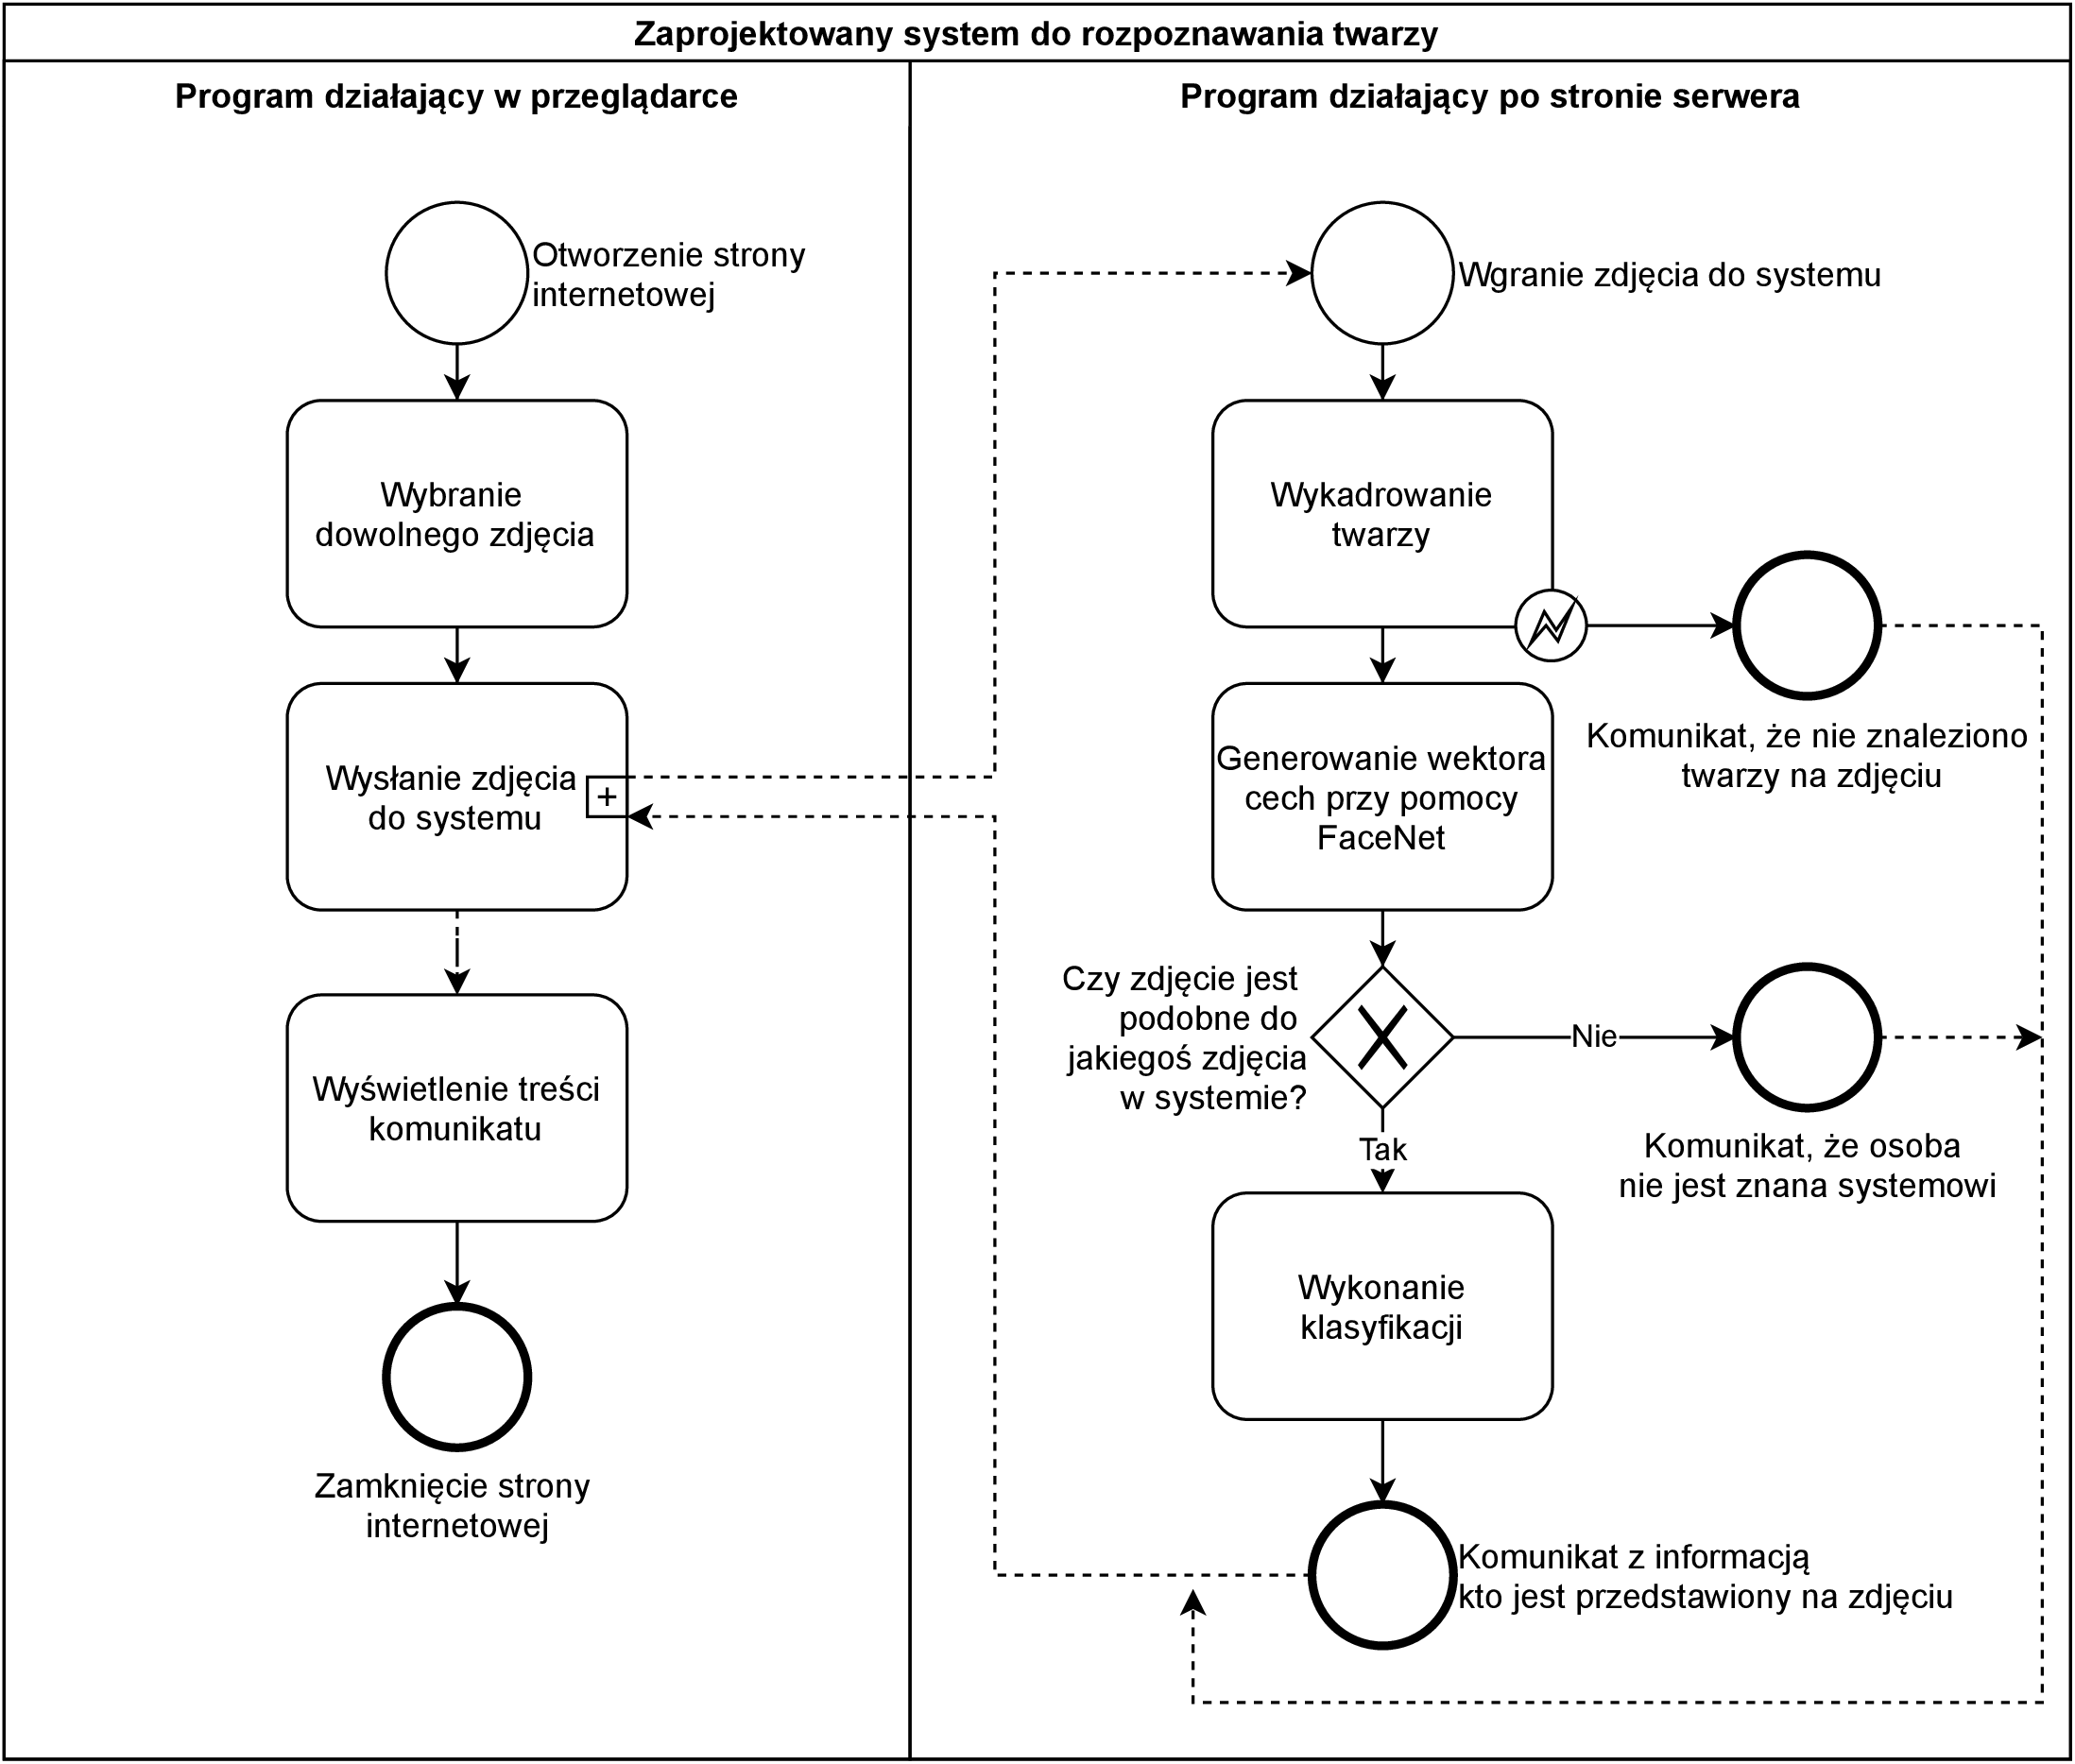 Zaprojektowany system do rozpoznawania twarzy
Program działający w przeglądarce
Otworzenie strony
internetowej
Wybranie
dowolnego zdjęcia
Wysłanie zdjęcia
do systemu
+
Wyświetlenie treści
komunikatu
Zamknięcie strony
internetowej
Program działający po stronie serwera
Wgranie zdjęcia do systemu
Wykadrowanie
twarzy
Komunikat, że nie znaleziono
twarzy na zdjęciu
Generowanie wektora
cech przy pomocy
FaceNet
Czy zdjęcie jest
podobne do
jakiegoś zdjęcia
w systemie?
Nie
Komunikat, że osoba
nie jest znana systemowi
Tak
Wykonanie
klasyfikacji
Komunikat z informacją
kto jest przedstawiony na zdjęciu